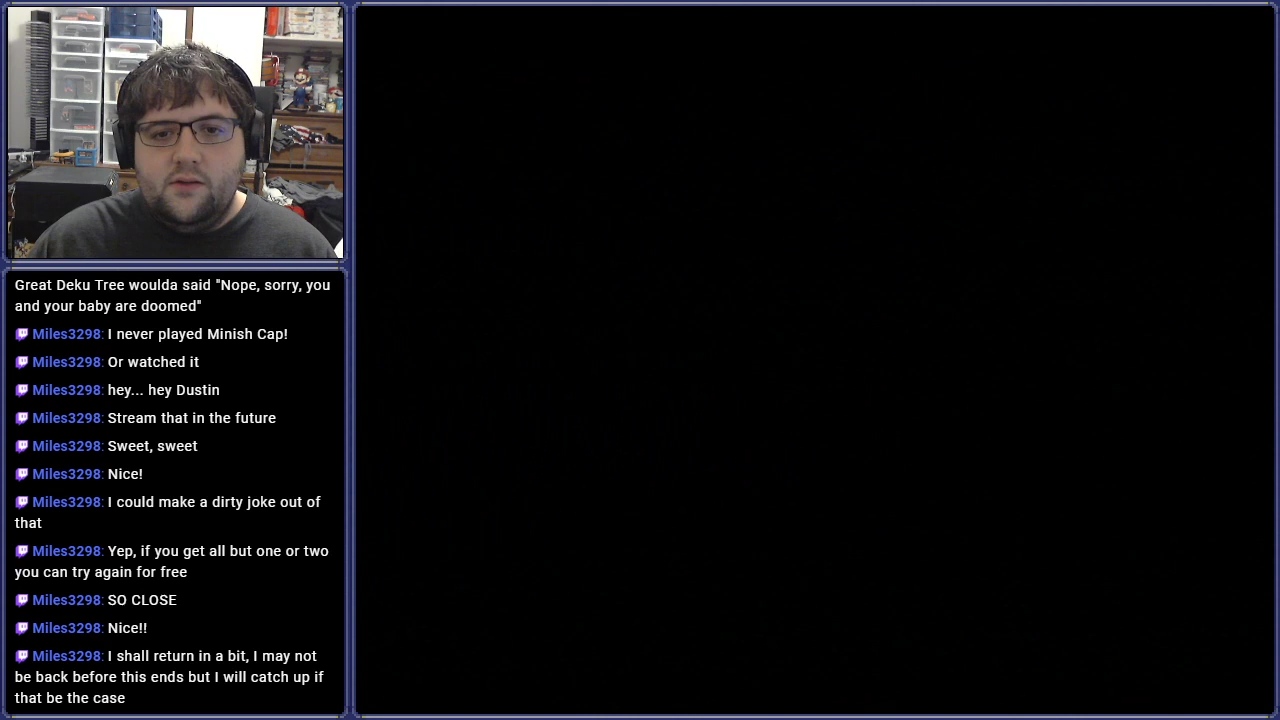 Great Deku Tree woulda said "Nope, sorry, you
and your baby are doomed"
Miles3298: I never played Minish Cap!
Miles3298: Or watched it
Miles3298: hey... hey Dustin
Miles3298: Stream that in the future
Miles3298: Sweet, sweet
Miles3298: Nice!
Miles3298: I could make a dirty joke out of
that
Miles3298: Yep, if you get all but one or two
you can try again for free
Miles3298: SO CLOSE
Miles3298: Nice!!
Miles3298: I shall return in a bit, I may not
be back before this ends but I will catch up if
that be the case